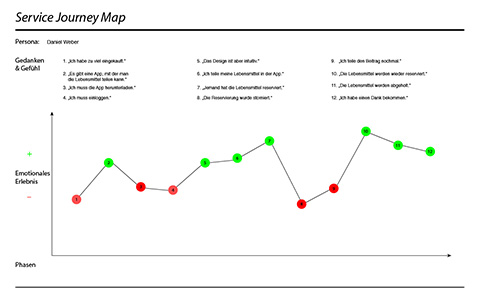 Service Journey Map
Persona: Daniel Weber
Gedanken
& Gefühl
1. „Ich habe zu viel eingekauft.“
2. „Es gibt eine App, mit der man
die Lebensmittel teilen kann.“
3. „Ich muss die App herunterladen.“
4. „Ich muss einloggen.“
5. „Das Design ist aber intuitiv.“
6. „Ich teile meine Lebensmittel in der App.“
7. „Jemand hat die Lebensmittel reserviert.“
8. „Die Reservierung wurde storniert.“
9. „Ich teile den Beitrag nochmal.“
10. „Die Lebensmittel werden wieder reserviert.“
11. „Die Lebensmittel werden abgeholt.“
12. „Ich habe einen Dank bekommen.“
+
Emotionales
Erlebnis
–
1
2
3
4
5
6
7
8
9
10
11
12
Phasen